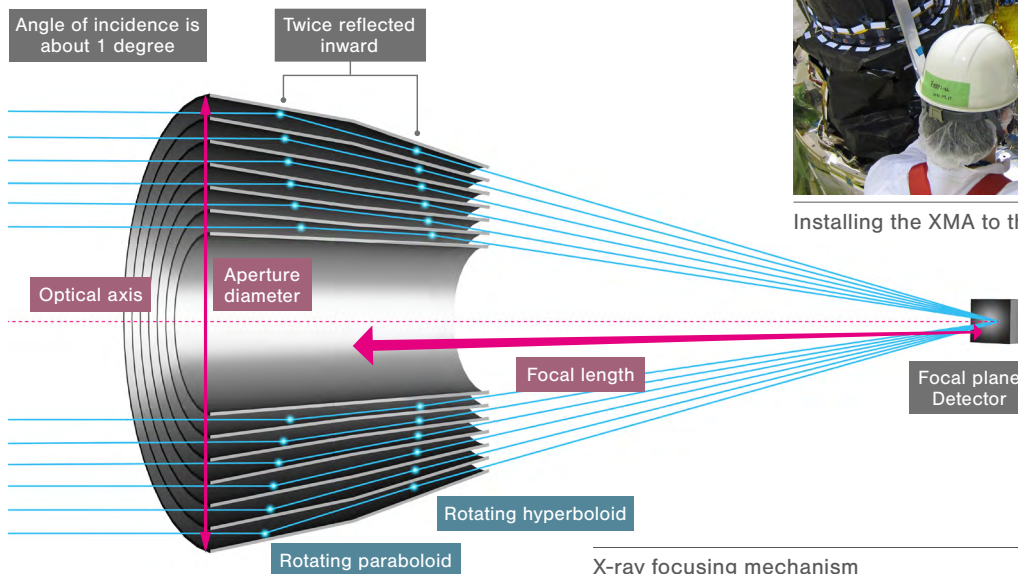 Angle of incidence is
about 1 degree
Twice reflected
inward
Installing the XMA to th
Optical axis
Aperture
diameter
Focal length
Focal plane
Detector
Rotating hyperboloid
Rotating paraboloid
X-ray focusing mechanism